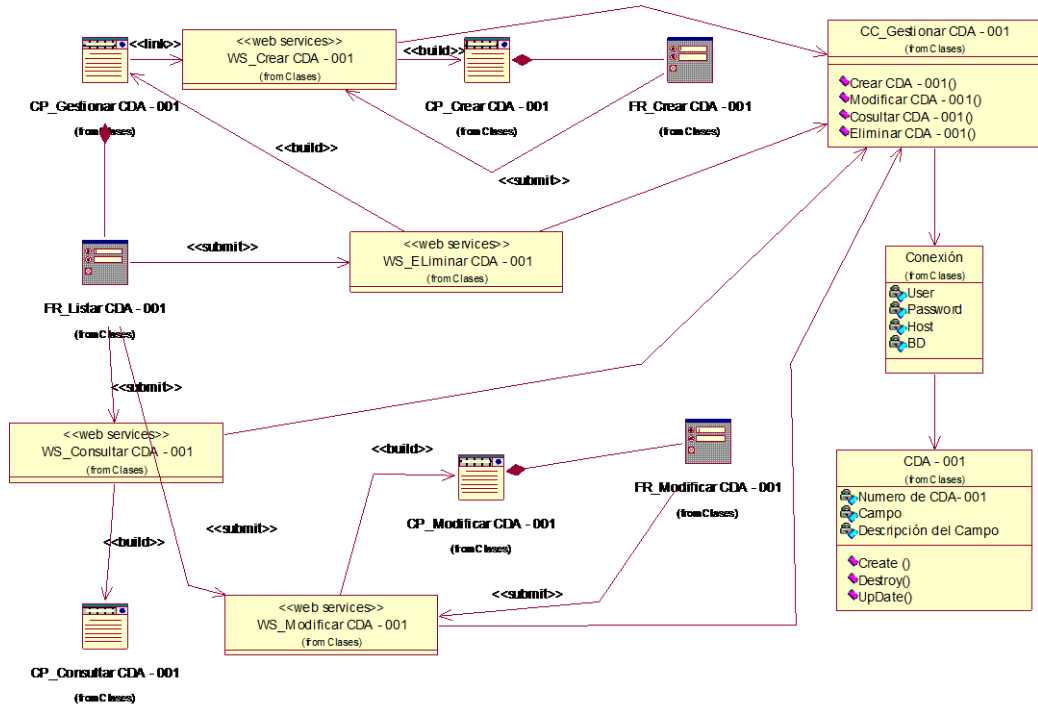 <<link>>
CP_Gestionar CDA - 001
(from Clases)
<<web services>>
WS_Crear CDA - 001
(from Clases)
<<build>>
CP_Crear CDA - 001
(from Clases)
FR_Crear CDA - 001
(from Clases)
CC_Gestionar CDA - 001
(from Clases)
Crear CDA - 001()
Modificar CDA - 001()
Cosultar CDA - 001()
Eliminar CDA - 001()
<<build>>
<<submit>>
<<submit>>
<<web services>>
WS_ELiminar CDA - 001
(from Clases)
FR_Listar CDA - 001
(from Clases)
Conexión
(from Clases)
User
Password
Host
BD
<<submit>>
<<web services>>
WS_Consultar CDA - 001
(from Clases)
<<build>>
CP_Modificar CDA - 001
(from Clases)
FR_Modificar CDA - 001
(from Clases)
CDA - 001
(from Clases)
Numero de CDA- 001
Campo
Descripción del Campo
Create ()
Destroy()
UpDate()
<<build>>
<<submit>>
<<submit>>
<<web services>>
WS_Modificar CDA - 001
(from Clases)
CP_Consultar CDA - 001
(from Clases)